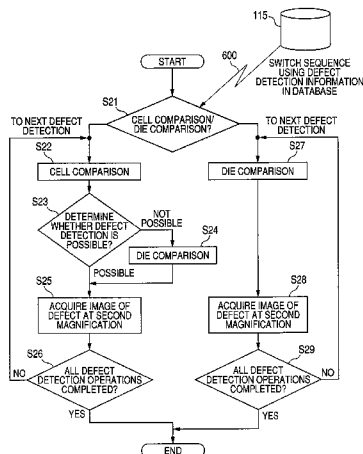 115
600
START
SWITCH SEQUENCE
USING DEFECT
DETECTION INFORMATION
IN DATABASE
S21
CELL COMPARISON/
DIE COMPARISON?
TO NEXT DEFECT
DETECTION
TO NEXT DEFECT
DETECTION
S22
CELL COMPARISON
S27
DIE COMPARISON
S23
DETERMINE
WHETHER DEFECT
DETECTION IS
POSSIBLE?
NOT
POSSIBLE
S24
DIE COMPARISON
POSSIBLE
S25
ACQUIRE IMAGE OF
DEFECT AT SECOND
MAGNIFICATION
S28
ACQUIRE IMAGE OF
DEFECT AT SECOND
MAGNIFICATION
S26
ALL DEFECT
DETECTION OPERATIONS
COMPLETED?
NO
YES
S29
ALL DEFECT
DETECTION OPERATIONS
COMPLETED?
NO
YES
END